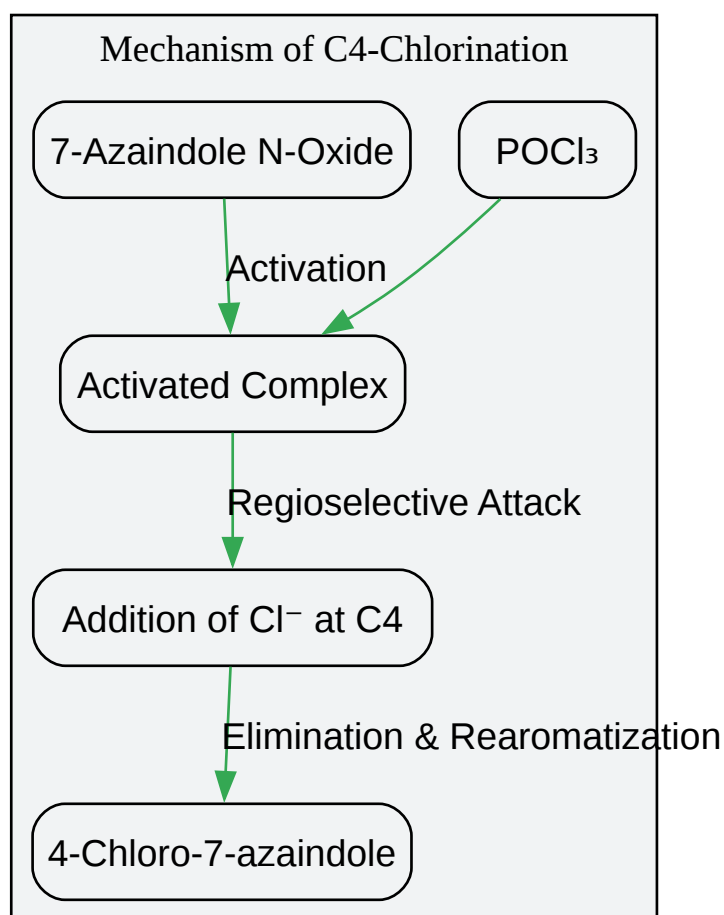 Mechanism of C4-Chlorination
7-Azaindole N-Oxide
POCl₃
Activation
Activated Complex
Regioselective Attack
Addition of Cl⁻ at C4
Elimination & Rearomatization
4-Chloro-7-azaindole